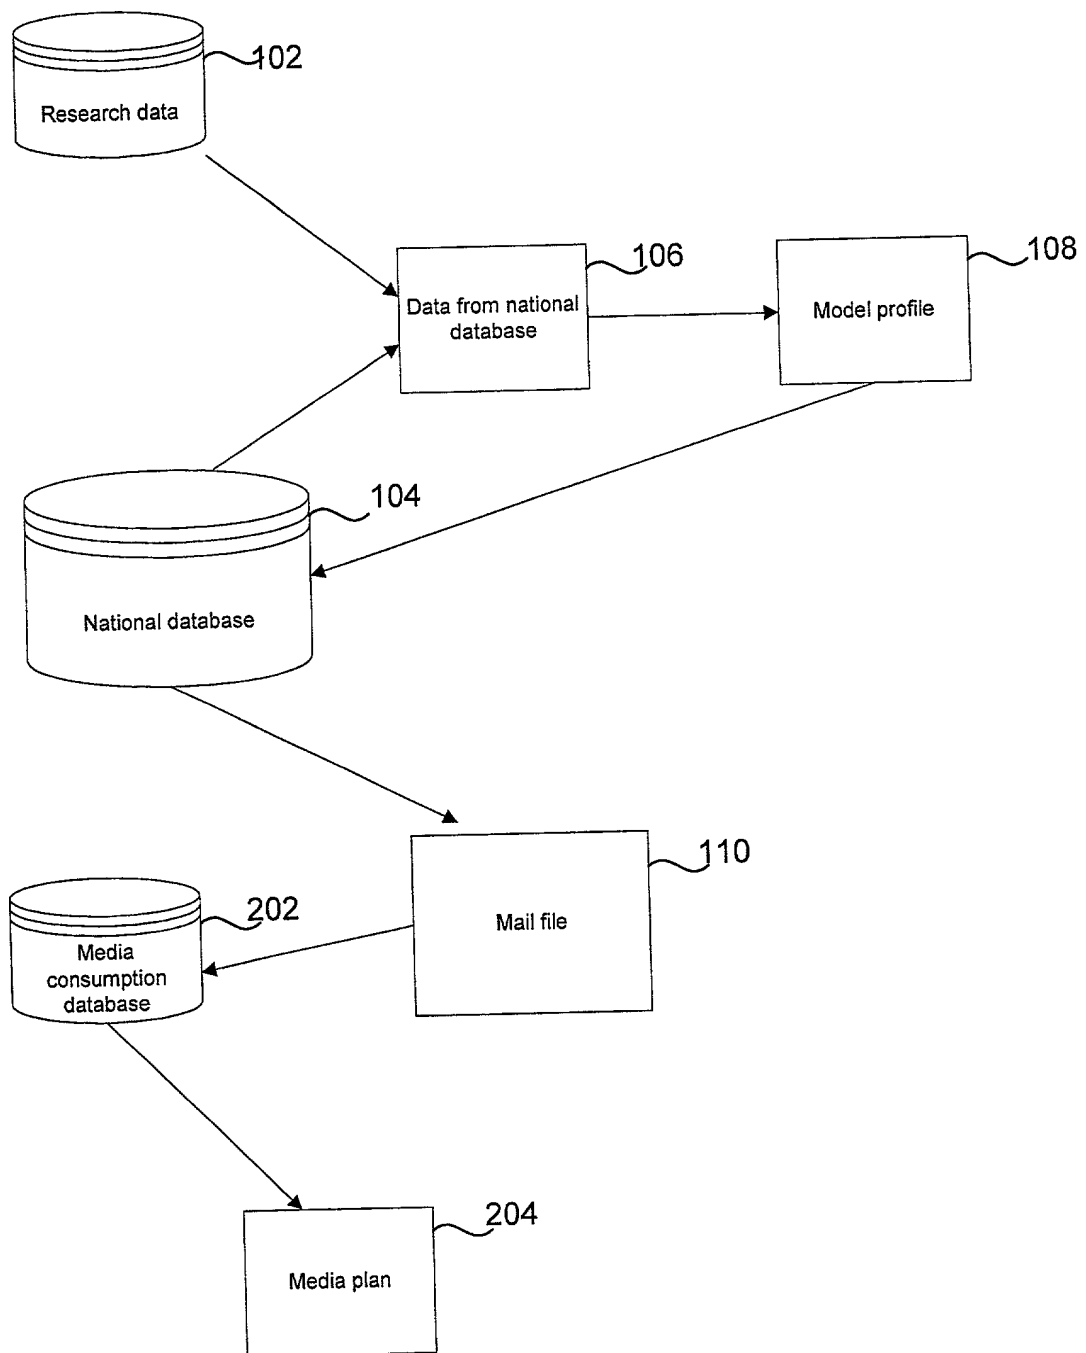 102
Research data
106
108
Data from national
database
Model profile
104
National database
110
Mail file
202
Media
consumption
database
204
Media plan